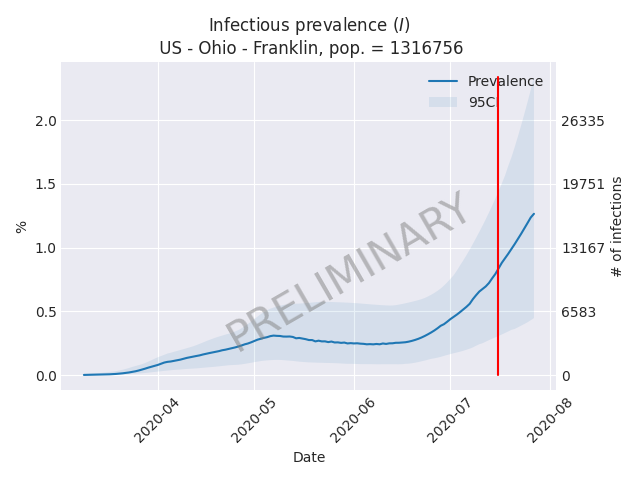 Infectious prevalence (I)
US - Ohio - Franklin, pop. = 1316756
Prevalence
95CI
PRELIMINARY
%
2.0
1.5
1.0
0.5
0.0
26335
19751
13167
6583
0
# of infections
2020-04
2020-05
2020-06
2020-07
2020-08
Date